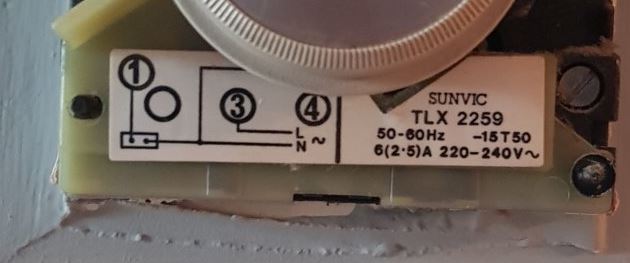 1
3
4
L
N ~
SUNVIC
TLX 2259
50-60Hz -15T50
6(2·5)A 220-240V~